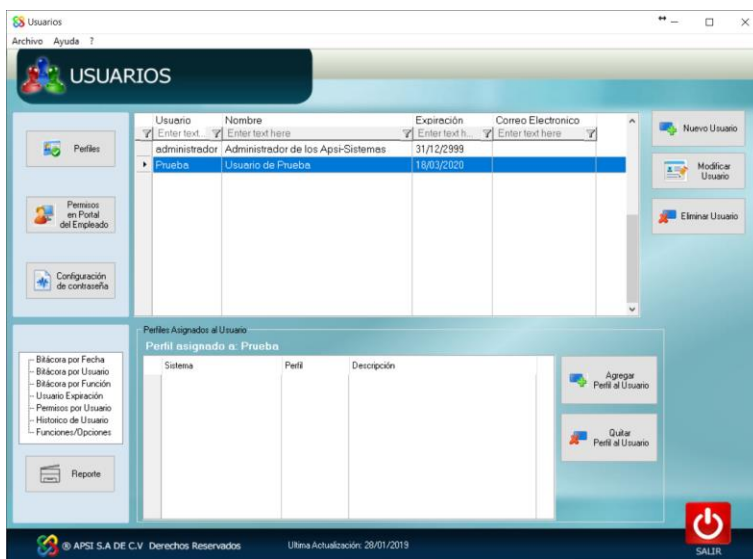 Usuarios
Archivo Ayuda ?
USUARIOS
Perfiles
Permisos
en Portal
del Empleado
Configuración
de contraseña
Usuario Nombre Expiración Correo Electronico
Enter text... Enter text here Enter text h... Enter text here
administrador Administrador de los Apsi-Sistemas 31/12/2999
Prueba Usuario de Prueba 18/03/2020
Nuevo Usuario
Modificar
Usuario
Eliminar Usuario
Bitácora por Fecha
Bitácora por Usuario
Bitácora por Función
Usuario Expiración
Permisos por Usuario
Historico de Usuario
Funciones/Opciones
Reporte
Perfiles Asignados al Usuario
Perfil asignado a: Prueba
Sistema Perfil Descripción
Agregar
Perfil al Usuario
Quitar
Perfil al Usuario
® APSI S.A DE C.V Derechos Reservados Ultima Actualización: 28/01/2019
SALIR